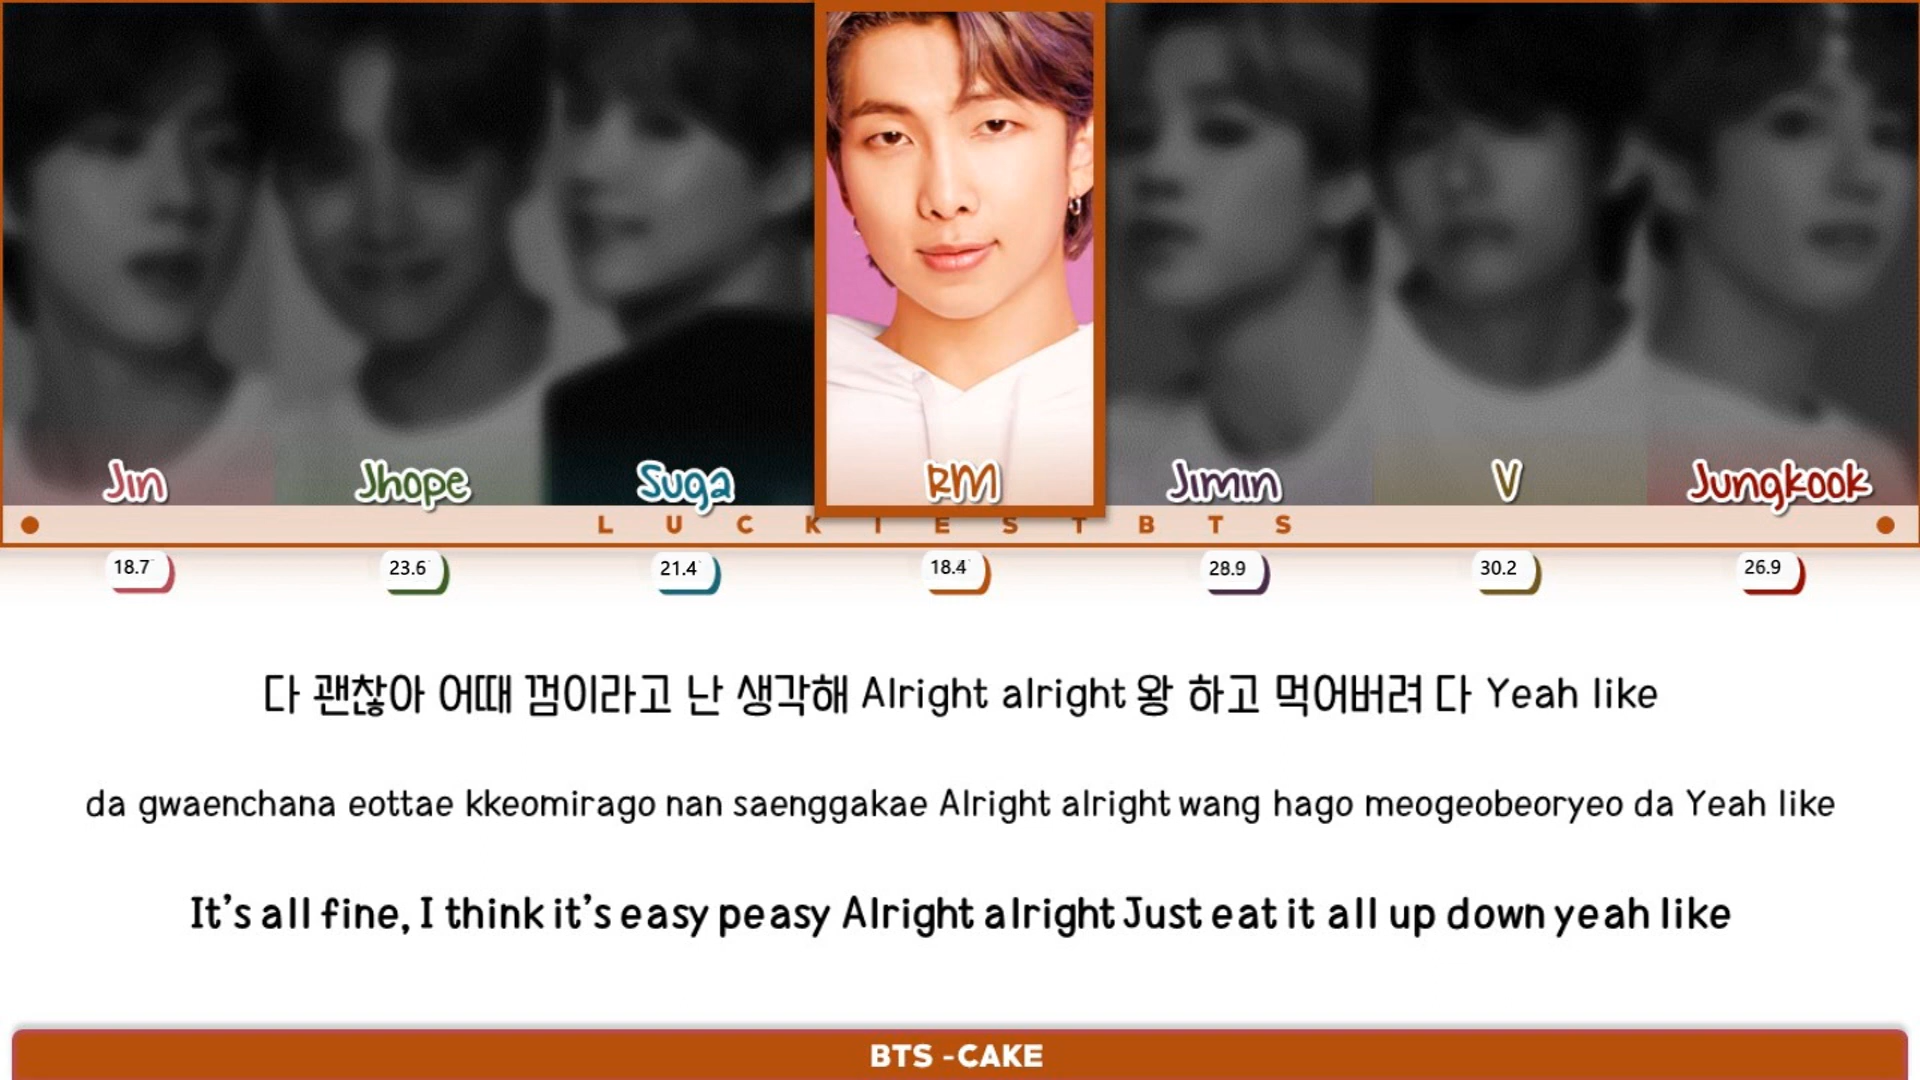 Jin Jhope Suga RM Jimin V Jungkook
LUCKIESTBTS
18.7 23.6 21.4 18.4 28.9 30.2 26.9
다 괜찮아 어때 껌이라고 난 생각해 Alright alright 왕 하고 먹어버려 다 Yeah like
da gwaenchana eottae kkeomirago nan saenggakae Alright alright wang hago meogeobeoryeo da Yeah like
It's all fine, I think it's easy peasy Alright alright Just eat it all up down yeah like
BTS -CAKE